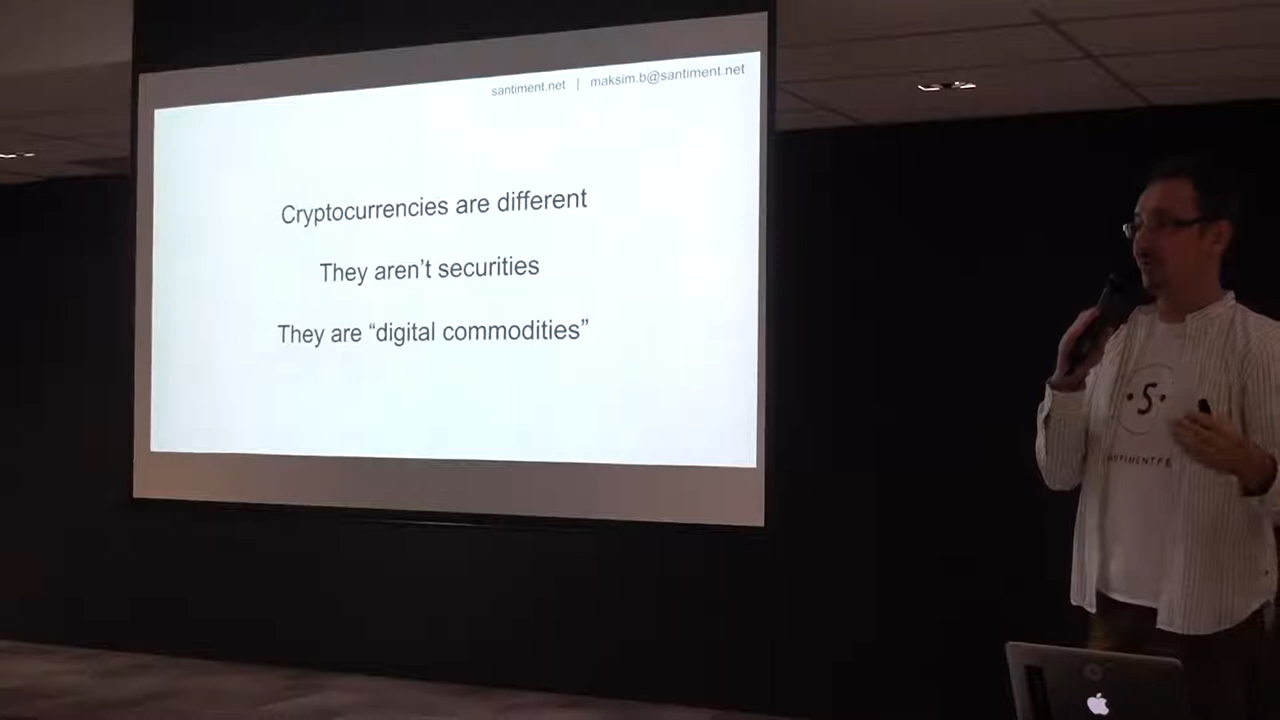 santiment.net | maksim.b@santiment.net
Cryptocurrencies are different
They aren’t securities
They are “digital commodities”
S